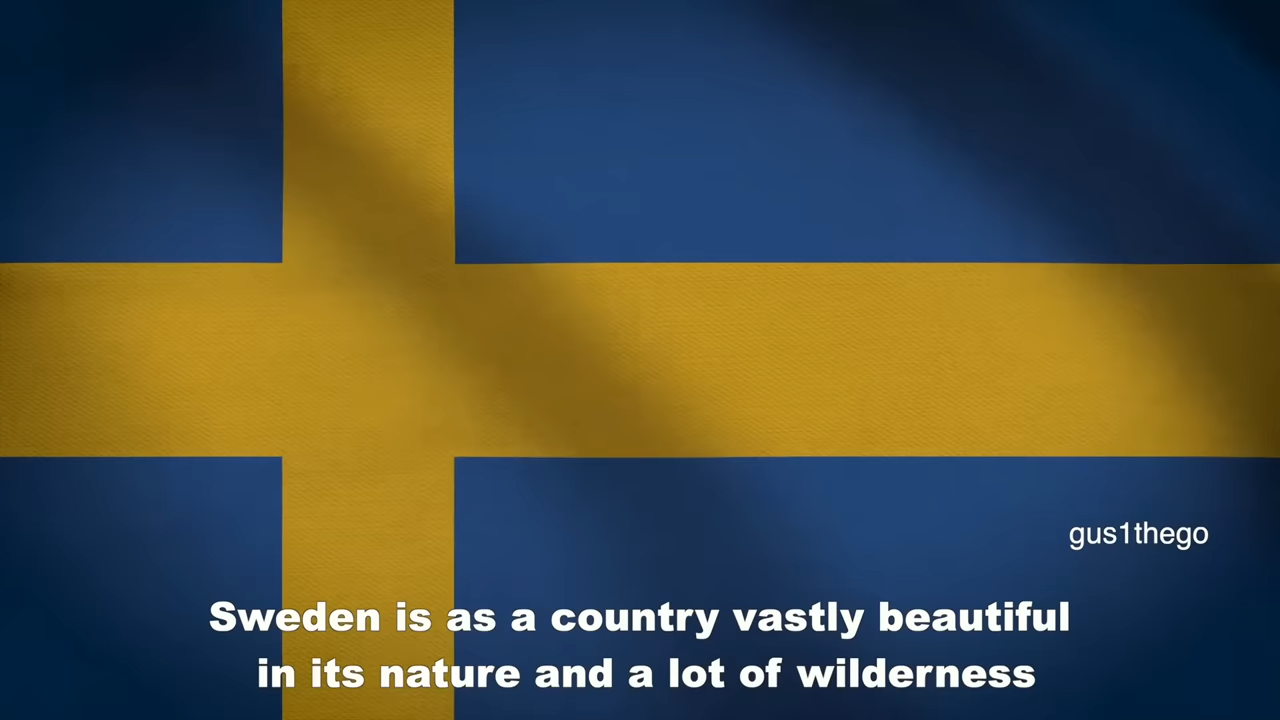 gus1thego
Sweden is as a country vastly beautiful
in its nature and a lot of wilderness